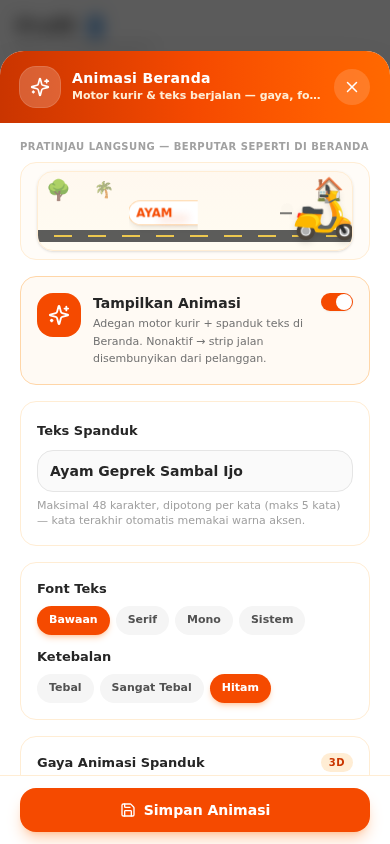 Animasi Beranda
Motor kurir & teks berjalan — gaya, fo...
PRATINJAU LANGSUNG — BERPUTAR SEPERTI DI BERANDA
AYAM
Tampilkan Animasi
Adegan motor kurir + spanduk teks di
Beranda. Nonaktif → strip jalan
disembunyikan dari pelanggan.
Teks Spanduk
Ayam Geprek Sambal Ijo
Maksimal 48 karakter, dipotong per kata (maks 5 kata)
— kata terakhir otomatis memakai warna aksen.
Font Teks
Bawaan Serif Mono Sistem
Ketebalan
Tebal Sangat Tebal Hitam
Gaya Animasi Spanduk 3D
Simpan Animasi